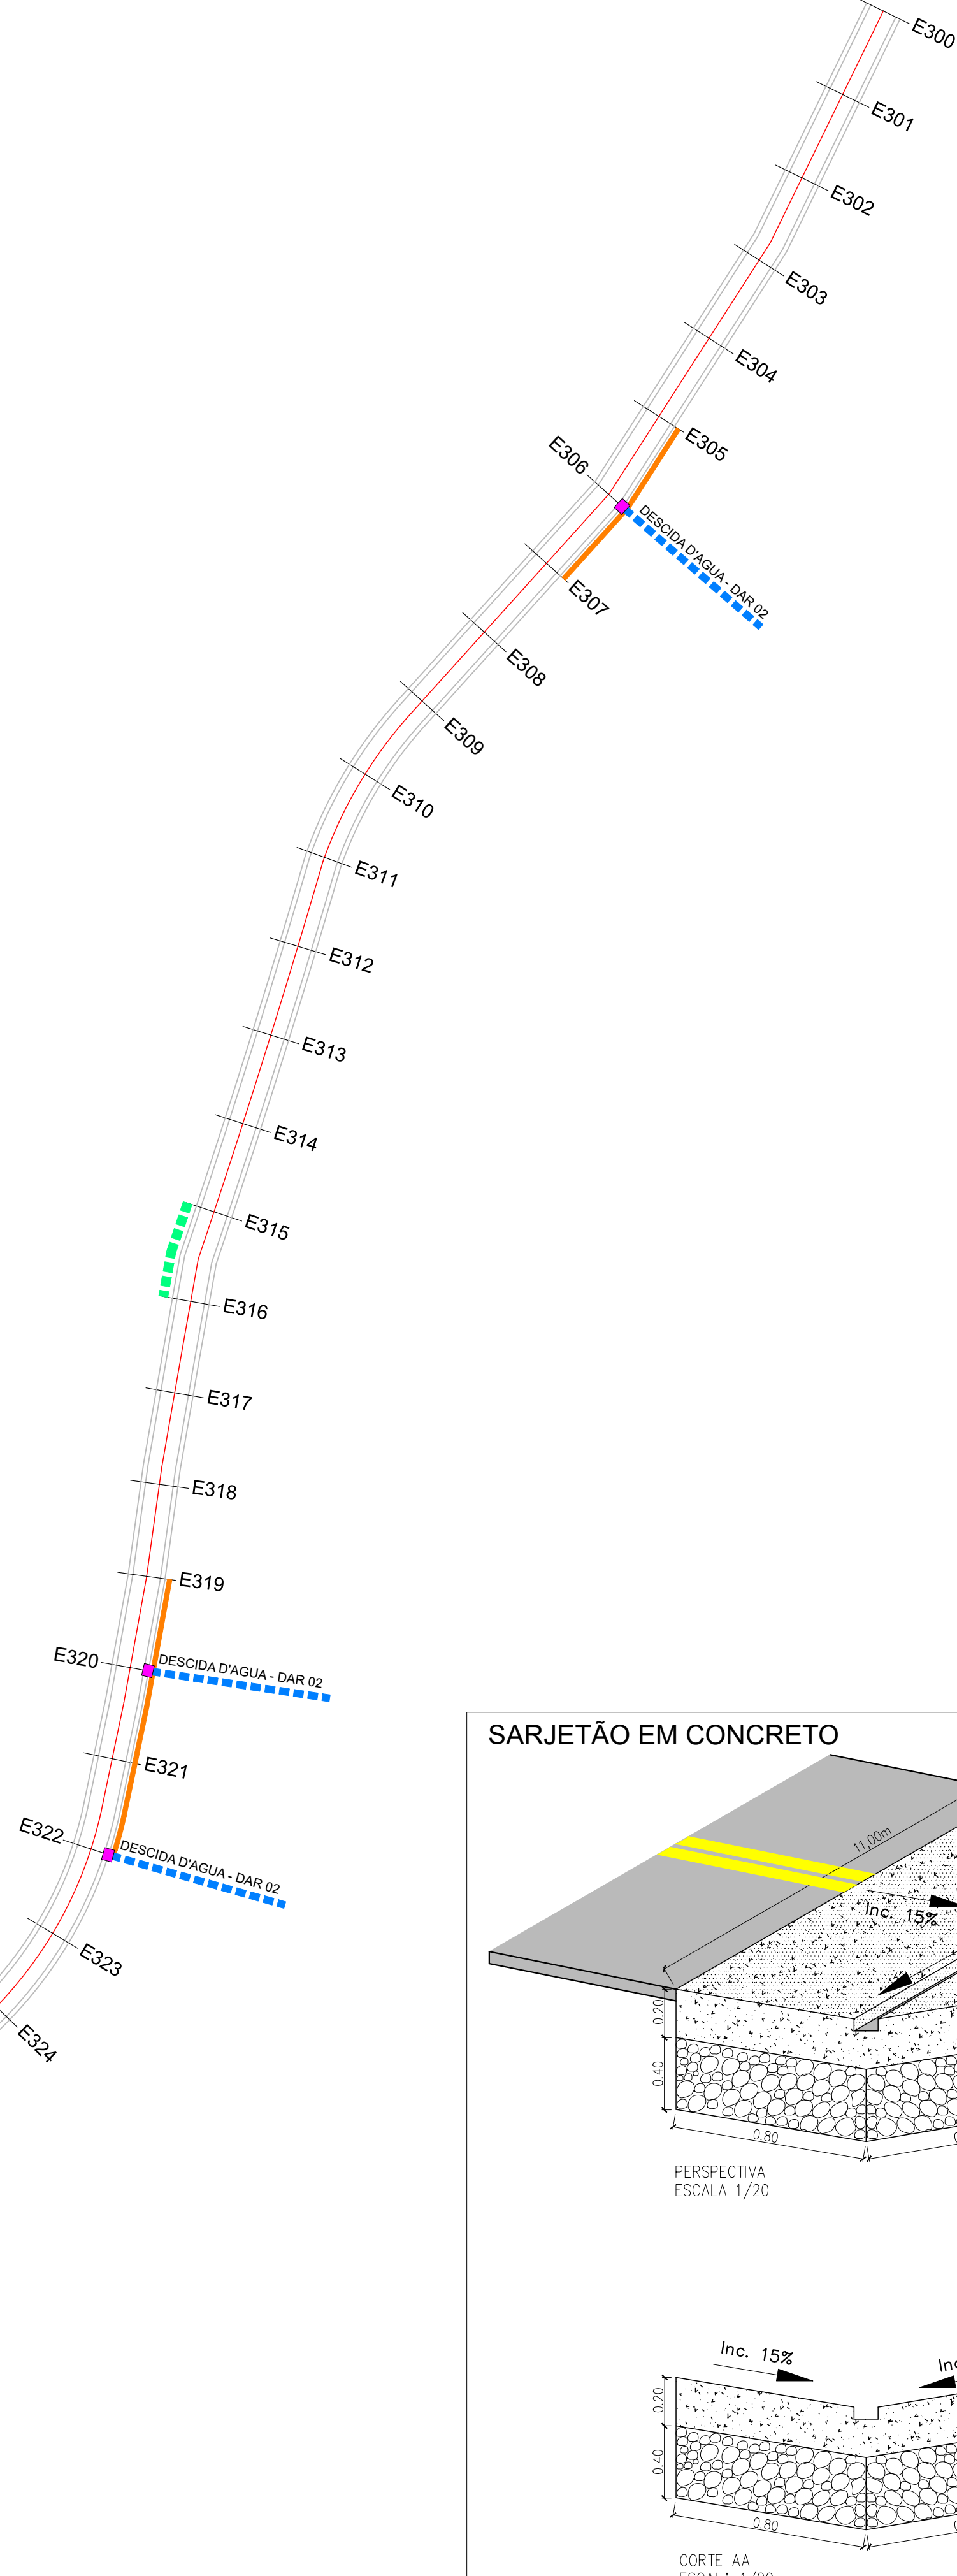 E300
E301
E302
E303
E304
E305
E306
DESCIDA D'AGUA - DAR 02
E307
E308
E309
E310
E311
E312
E313
E314
E315
E316
E317
E318
E319
E320
DESCIDA D'AGUA - DAR 02
E321
E322
DESCIDA D'AGUA - DAR 02
E323
E324
SARJETÃO EM CONCRETO
11,00m
Inc. 15%
0.20
0.40
0.80
PERSPECTIVA
ESCALA 1/20
Inc. 15%
0.20
0.40
0.80
CORTE AA